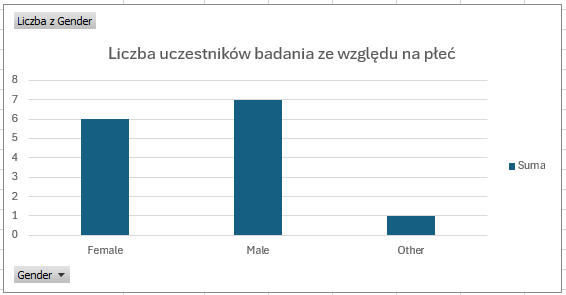 Liczba z Gender
Liczba uczestników badania ze względu na płeć
8
7
6
5
4
3
2
1
0
Female Male Other
Suma
Gender